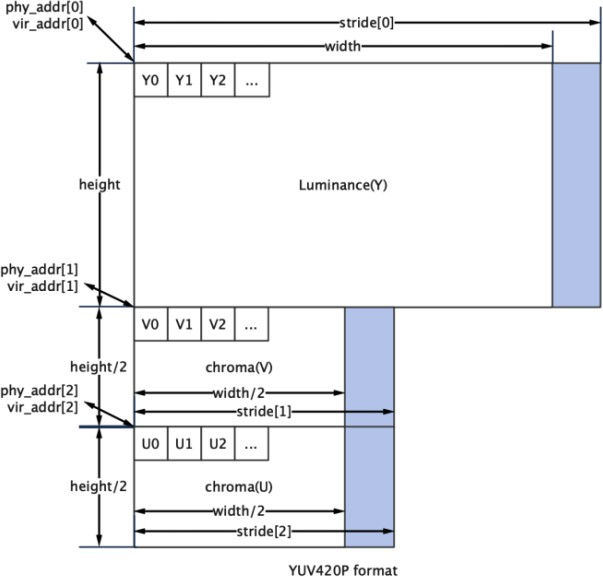 phy_addr[0]
vir_addr[0]
stride[0]
width
Y0 Y1 Y2 ...
height
Luminance(Y)
phy_addr[1]
vir_addr[1]
V0 V1 V2 ...
height/2
chroma(V)
width/2
stride[1]
phy_addr[2]
vir_addr[2]
U0 U1 U2 ...
height/2
chroma(U)
width/2
stride[2]
YUV420P format